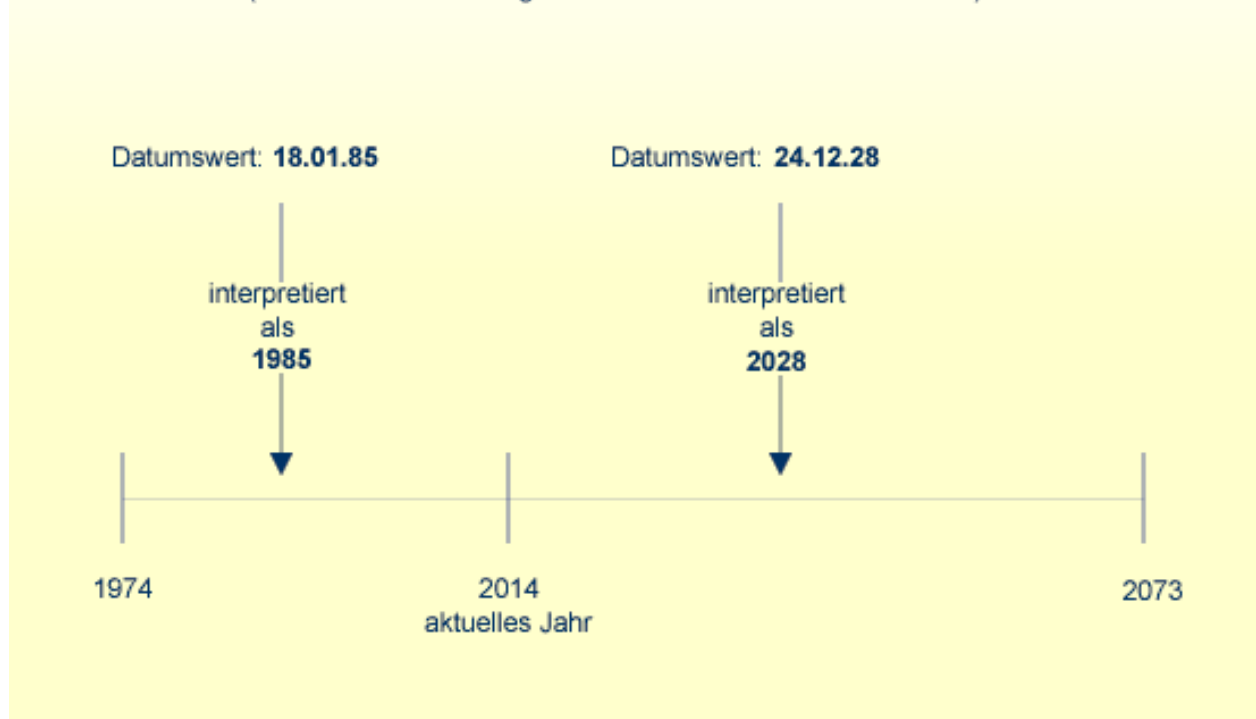 Datumswert: 18.01.85
Datumswert: 24.12.28
interpretiert
als
1985
interpretiert
als
2028
1974
2014
aktuelles Jahr
2073